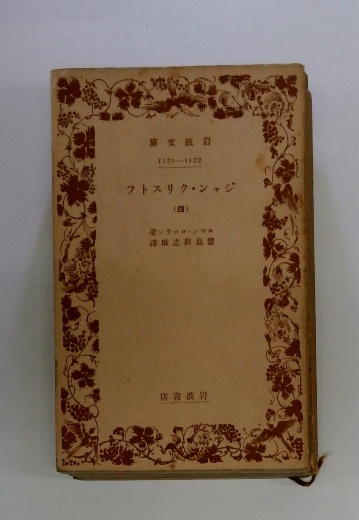 岩波文庫
1121—1122
ジャン・クリストフ
(四)
ロマン・ローラン著
豐島與志雄譯
岩波書店